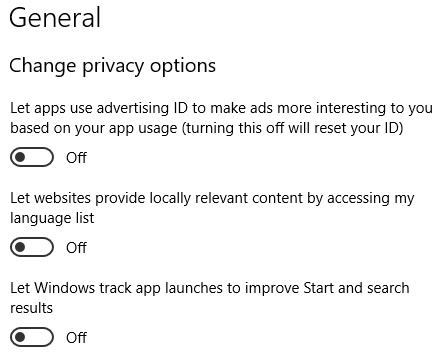 General
Change privacy options
Let apps use advertising ID to make ads more interesting to you
based on your app usage (turning this off will reset your ID)
Off
Let websites provide locally relevant content by accessing my
language list
Off
Let Windows track app launches to improve Start and search
results
Off